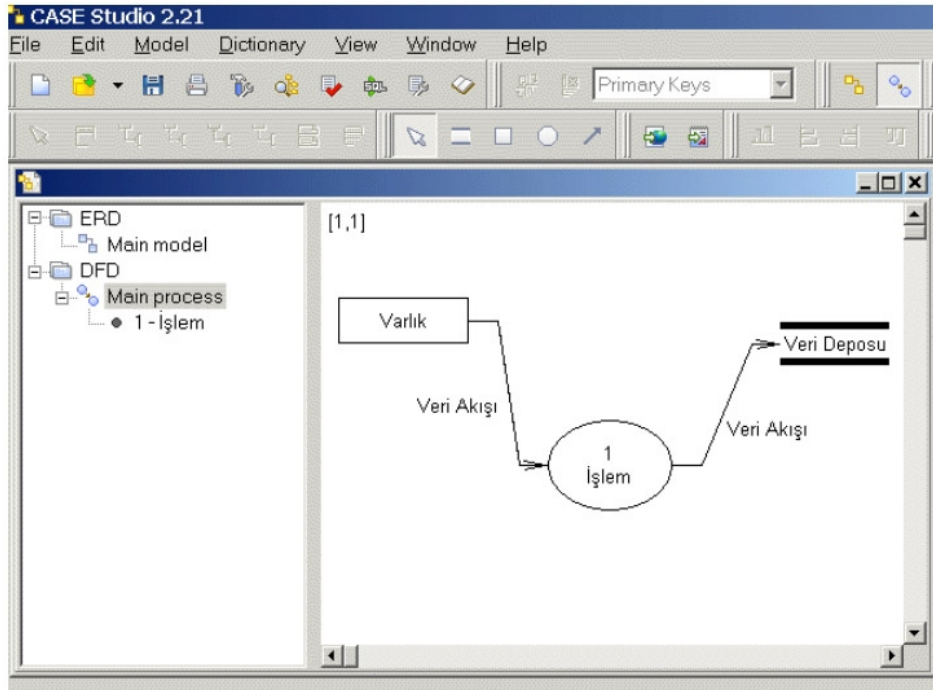 CASE Studio 2.21
File Edit Model Dictionary View Window Help
Primary Keys
ERD
Main model
DFD
Main process
1 - İşlem
[1,1]
Varlık
Veri Deposu
Veri Akışı
Veri Akışı
1
İşlem